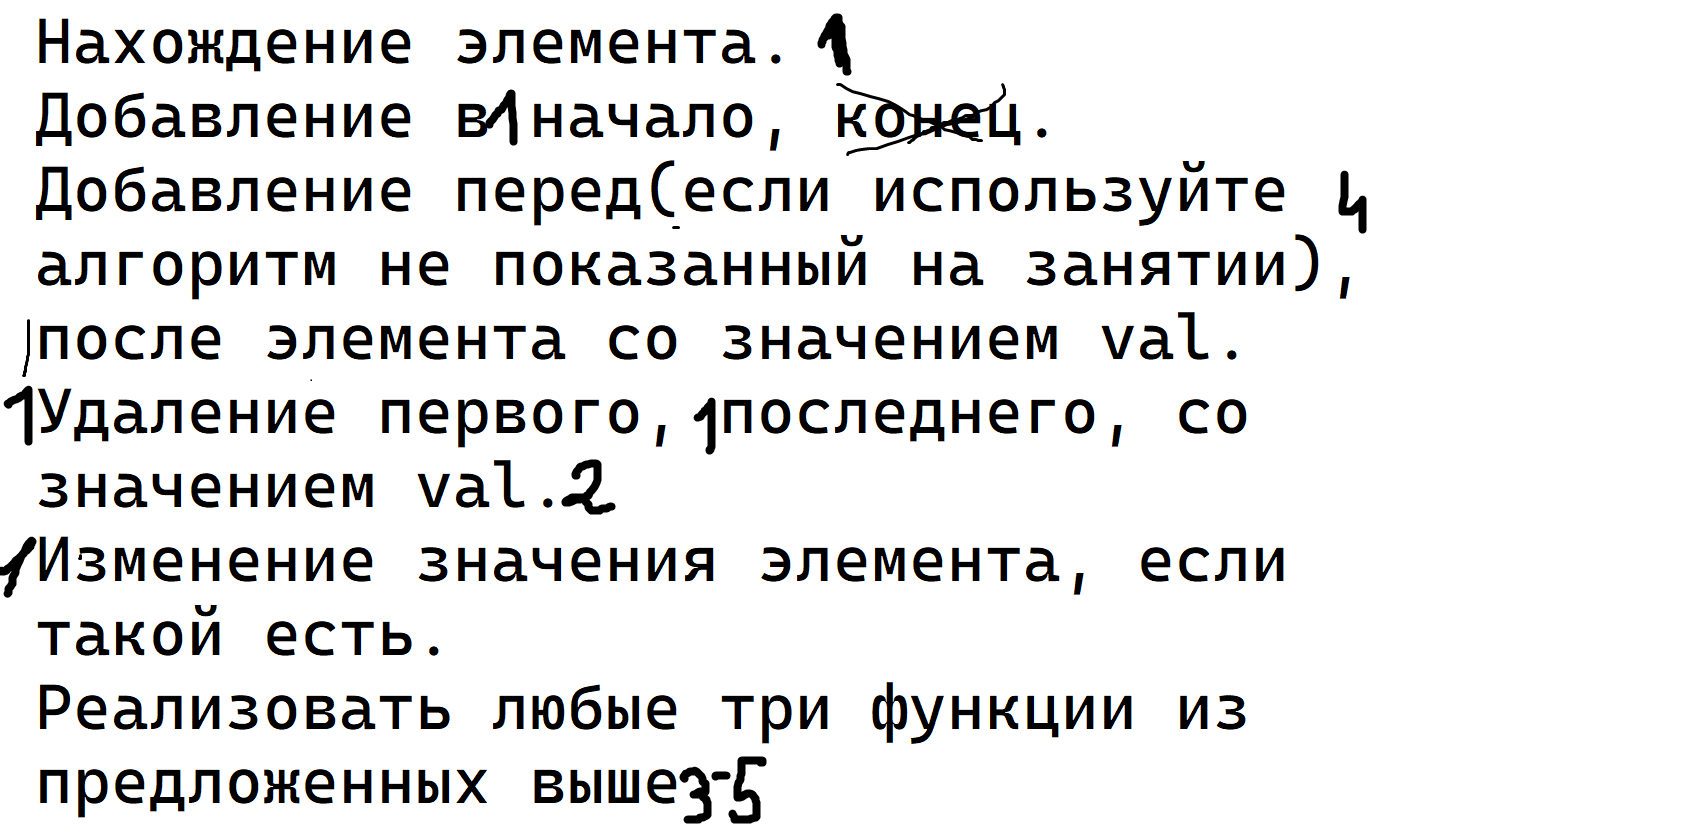 Нахождение элемента. 1
Добавление в 1 начало, конец.
Добавление перед(если используйте 4
алгоритм не показанный на занятии),
после элемента со значением val.
1 Удаление первого, 1 последнего, со
значением val. 2
1 Изменение значения элемента, если
такой есть.
Реализовать любые три функции из
предложенных выше 3-5